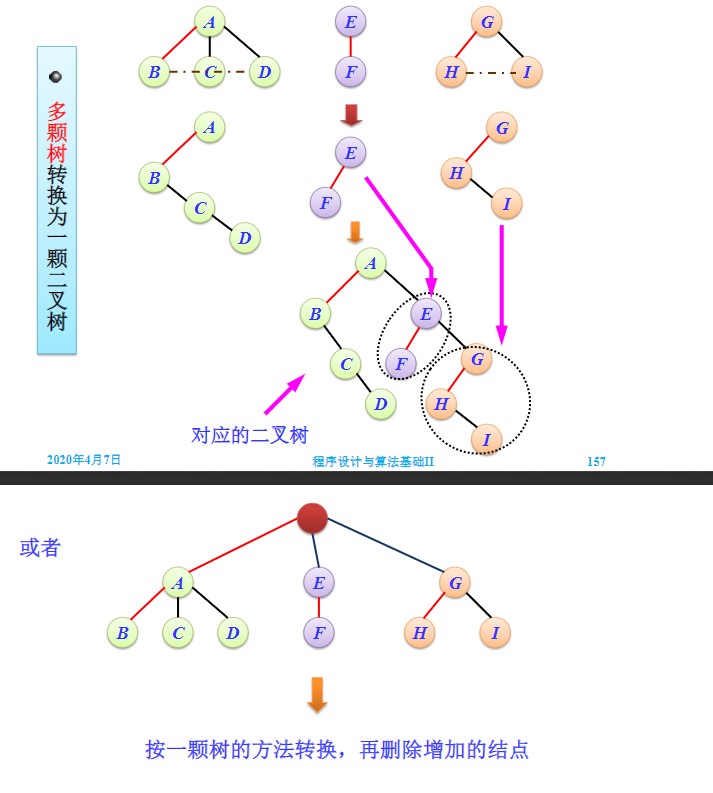 多颗树转换为一颗二叉树
A E G
B C D F H I
A E G
B F H
C I
D
A
B E
C F G
D H
I
对应的二叉树
2020年4月7日 程序设计与算法基础II 157
或者
A E G
B C D F H I
按一颗树的方法转换，再删除增加的结点